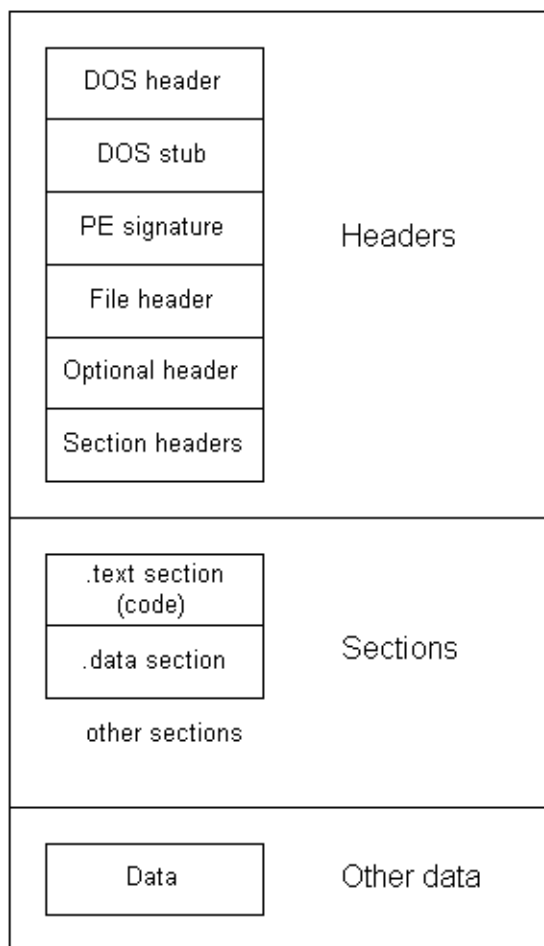 DOS header
DOS stub
PE signature
File header
Optional header
Section headers
Headers
.text section
(code)
.data section
other sections
Sections
Data
Other data